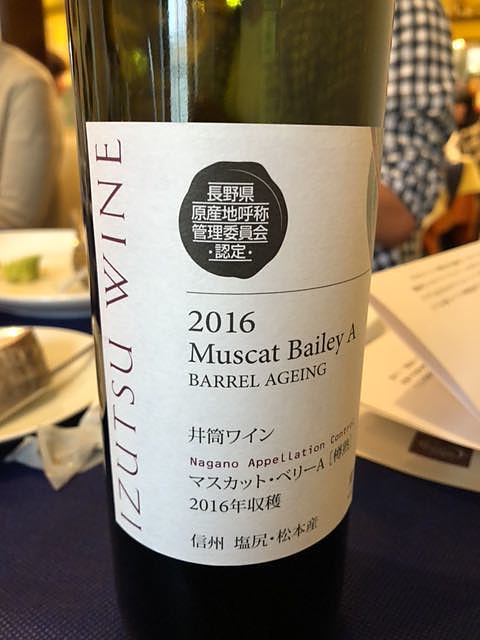 IZUTSU WINE
長野県
原産地呼称
管理委員会
・認定・
2016
Muscat Bailey A
BARREL AGEING
井筒ワイン
Nagano Appellation Control
マスカット・ベリーA［樽熟］
2016年収穫
信州 塩尻・松本産